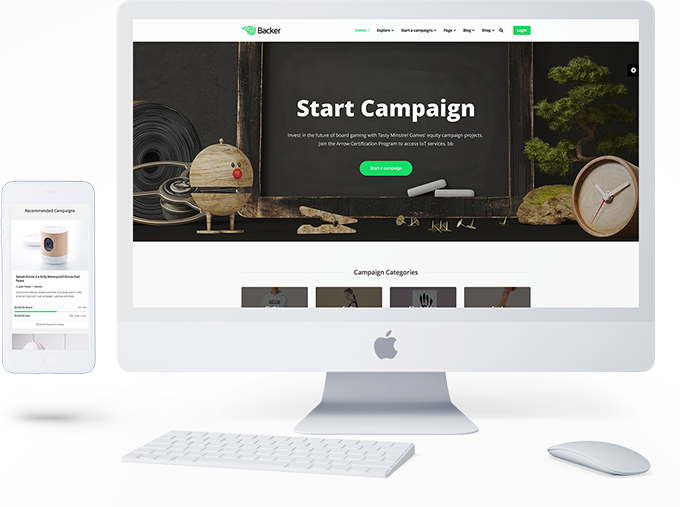 Backer
Home Explore Start a campaigns Page Blog Shop Login
Start Campaign
Invest in the future of board gaming with Tasty Minstrel Games' equity campaign projects,
Join the Arrow Certification Program to access IoT services. bb
Start a campaign
Campaign Categories
Recommended Campaigns
Splash Drone 3 a Fully Waterproof Drone that
Floats